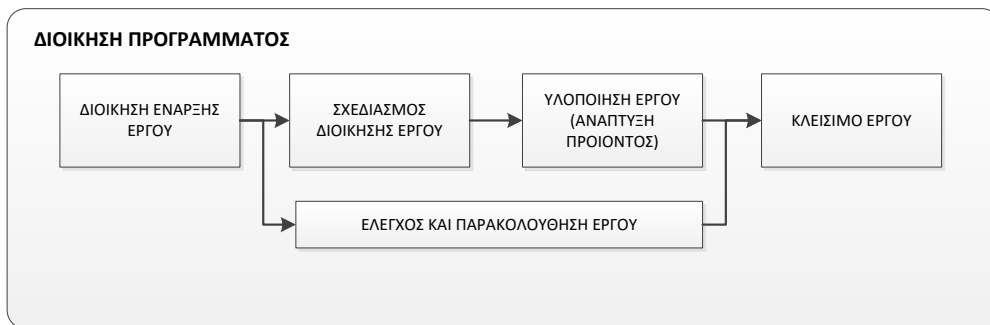 ΔΙΟΙΚΗΣΗ ΠΡΟΓΡΑΜΜΑΤΟΣ
ΔΙΟΙΚΗΣΗ ΕΝΑΡΞΗΣ
ΕΡΓΟΥ
ΣΧΕΔΙΑΣΜΟΣ
ΔΙΟΙΚΗΣΗΣ ΕΡΓΟΥ
ΥΛΟΠΟΙΗΣΗ ΕΡΓΟΥ
(ΑΝΑΠΤΥΞΗ
ΠΡΟΙΟΝΤΟΣ)
ΚΛΕΙΣΙΜΟ ΕΡΓΟΥ
ΕΛΕΓΧΟΣ ΚΑΙ ΠΑΡΑΚΟΛΟΥΘΗΣΗ ΕΡΓΟΥ